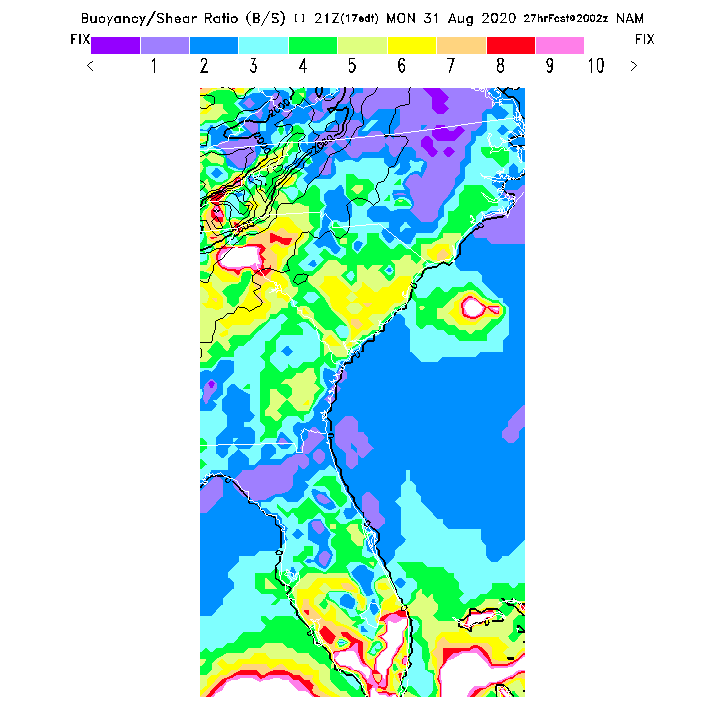 Buoyancy/Shear Ratio (B/S) [] 21Z(17edt) MON 31 Aug 2020 27hrFcst@2002z NAM
FIX FIX
< 1 2 3 4 5 6 7 8 9 10 >